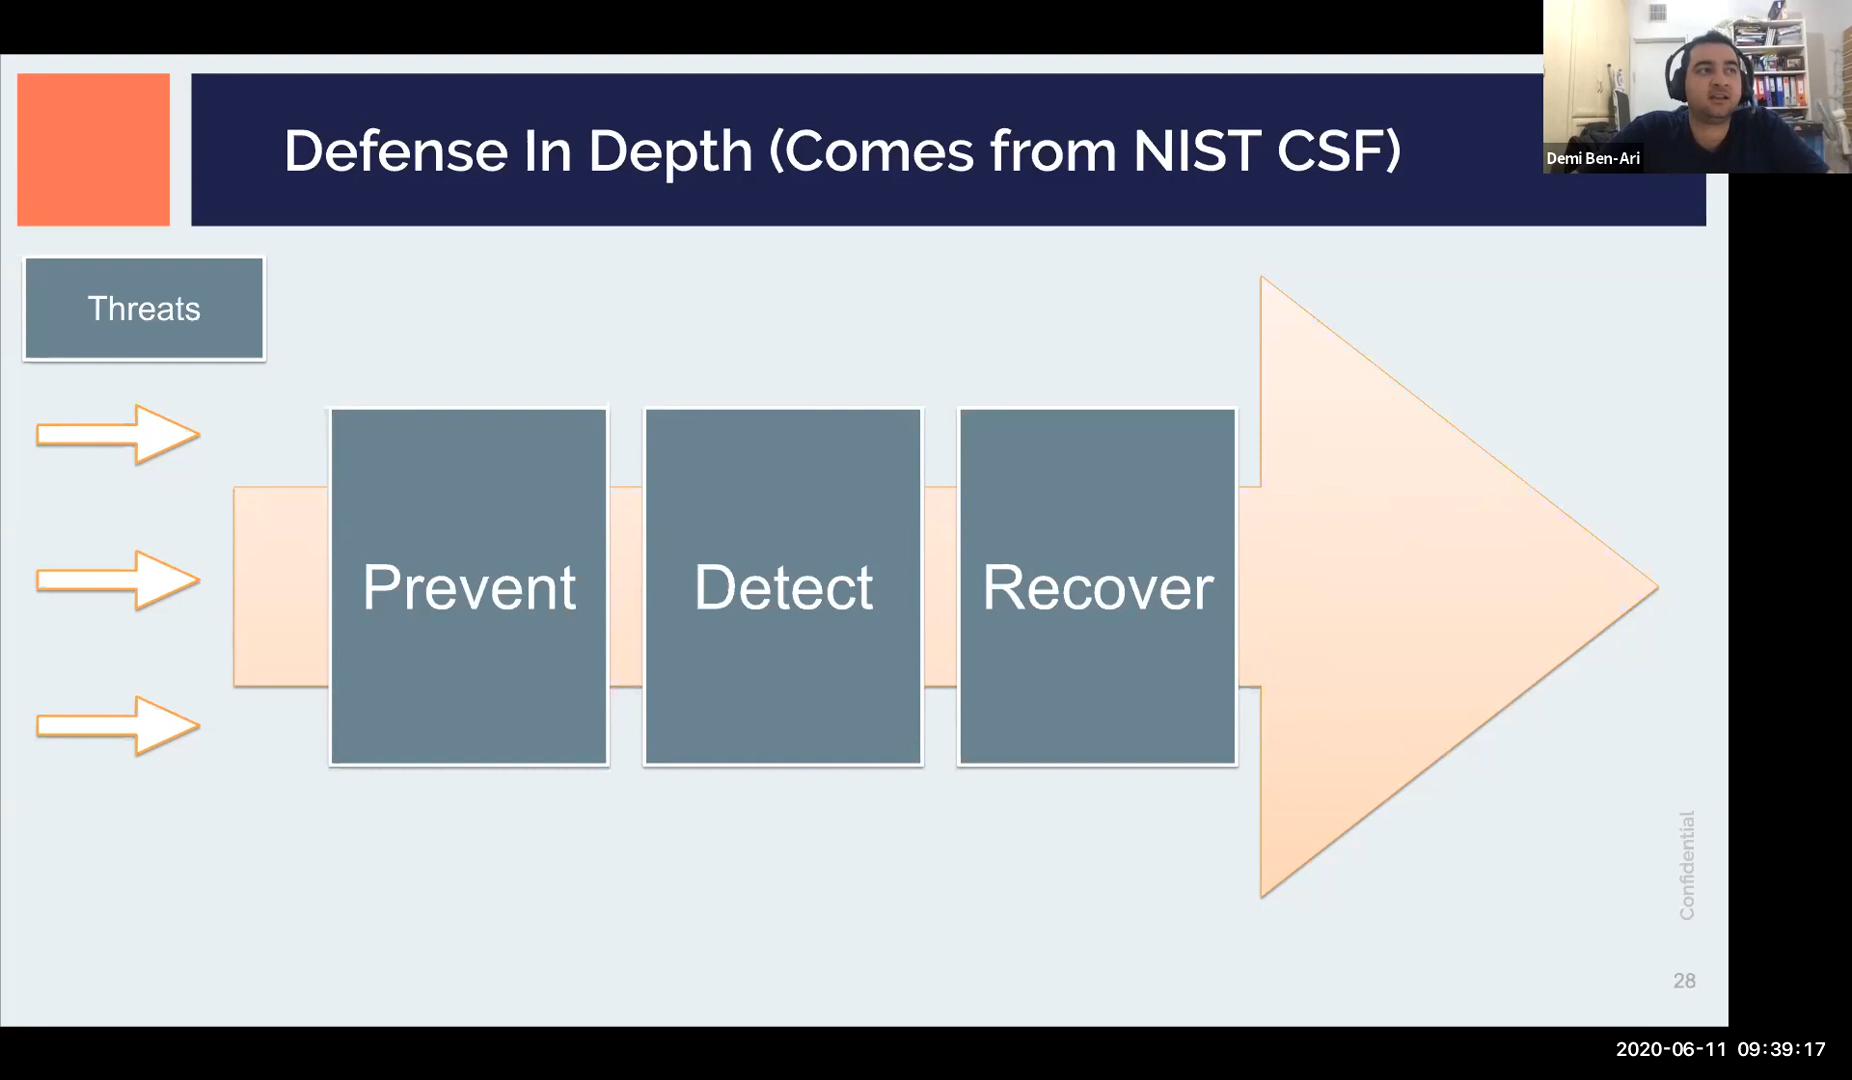 Defense In Depth (Comes from NIST CSF)
Demi Ben-Ari
Threats
Prevent
Detect
Recover
Confidential
28
2020-06-11 09:39:17